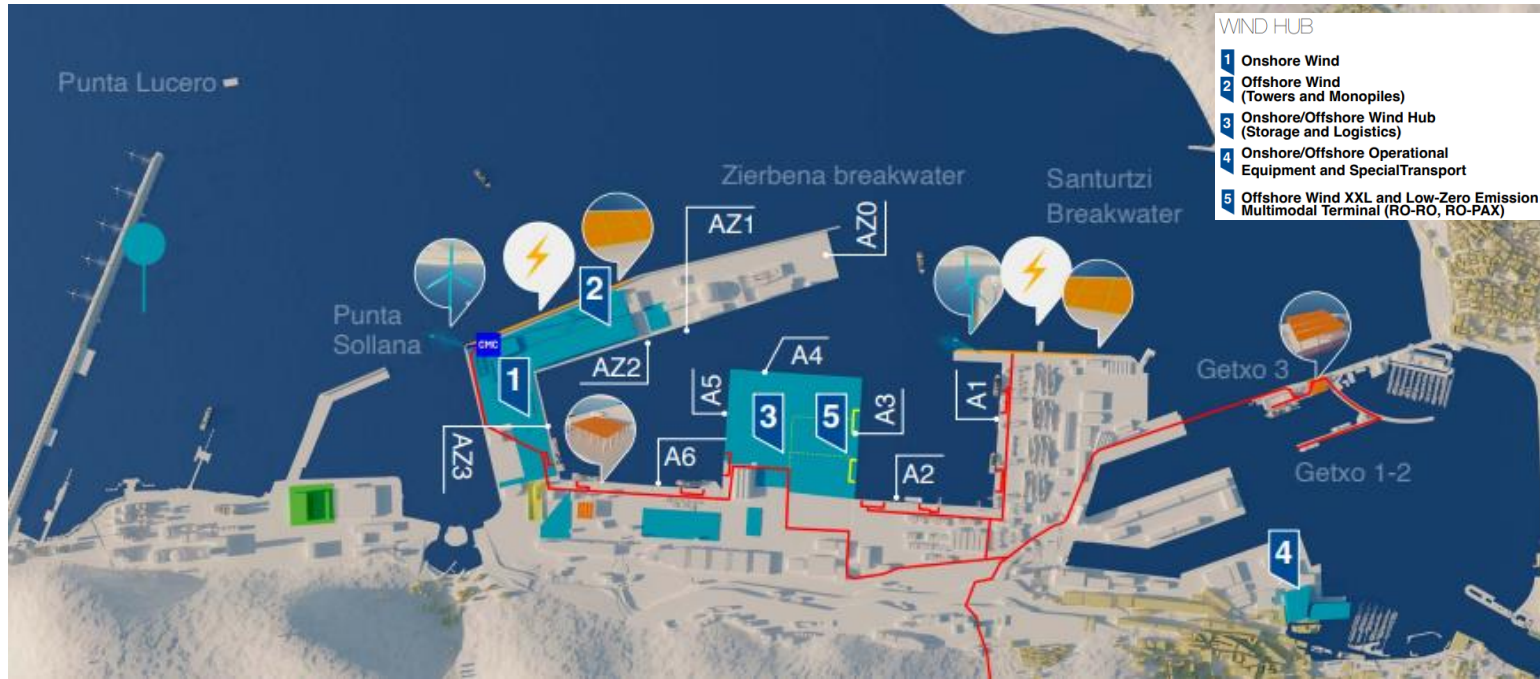 WIND HUB
1 Onshore Wind
2 Offshore Wind
(Towers and Monopiles)
3 Onshore/Offshore Wind Hub
(Storage and Logistics)
4 Onshore/Offshore Operational
Equipment and SpecialTransport
5 Offshore Wind XXL and Low-Zero Emission
Multimodal Terminal (RO-RO, RO-PAX)
Punta Lucero
Zierbena breakwater
Santurtzi
Breakwater
AZ1
AZ0
2
Punta
Sollana
CMC
AZ2
1
A4
A5
3
5
A3
A1
Getxo 3
AZ3
A6
A2
Getxo 1-2
4